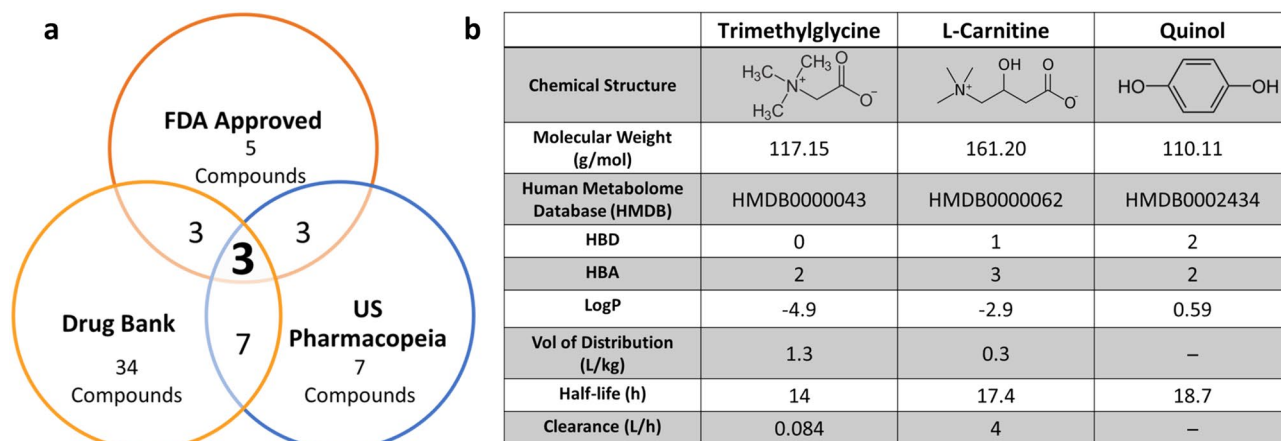 a
FDA Approved
5
Compounds
3
3
3
Drug Bank
34
Compounds
7
US
Pharmacopeia
7
Compounds
b
Trimethylglycine L-Carnitine Quinol
Chemical Structure
H₃C CH₃ O
N⁺
H₃C O⁻
OH O
N⁺ O⁻
HO OH
Molecular Weight
(g/mol) 117.15 161.20 110.11
Human Metabolome
Database (HMDB) HMDB0000043 HMDB0000062 HMDB0002434
HBD 0 1 2
HBA 2 3 2
LogP -4.9 -2.9 0.59
Vol of Distribution
(L/kg) 1.3 0.3 –
Half-life (h) 14 17.4 18.7
Clearance (L/h) 0.084 4 –